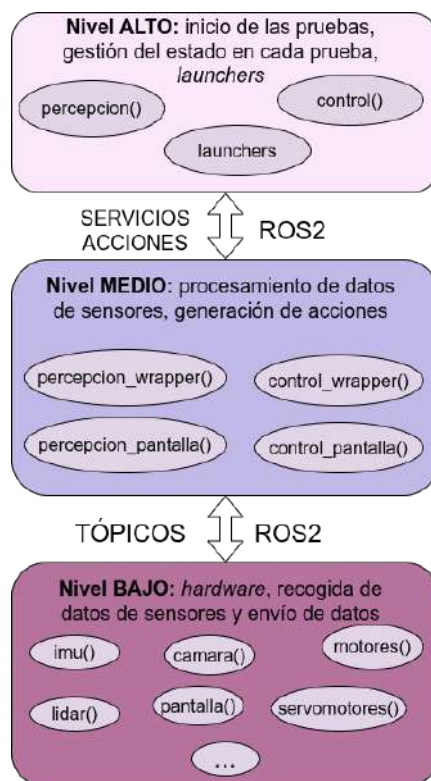 Nivel ALTO: inicio de las pruebas,
gestión del estado en cada prueba,
launchers
percepcion()
control()
launchers
SERVICIOS
ACCIONES
ROS2
Nivel MEDIO: procesamiento de datos
de sensores, generación de acciones
percepcion_wrapper()
control_wrapper()
percepcion_pantalla()
control_pantalla()
TÓPICOS
ROS2
Nivel BAJO: hardware, recogida de
datos de sensores y envío de datos
imu()
camara()
motores()
lidar()
pantalla()
servomotores()
...